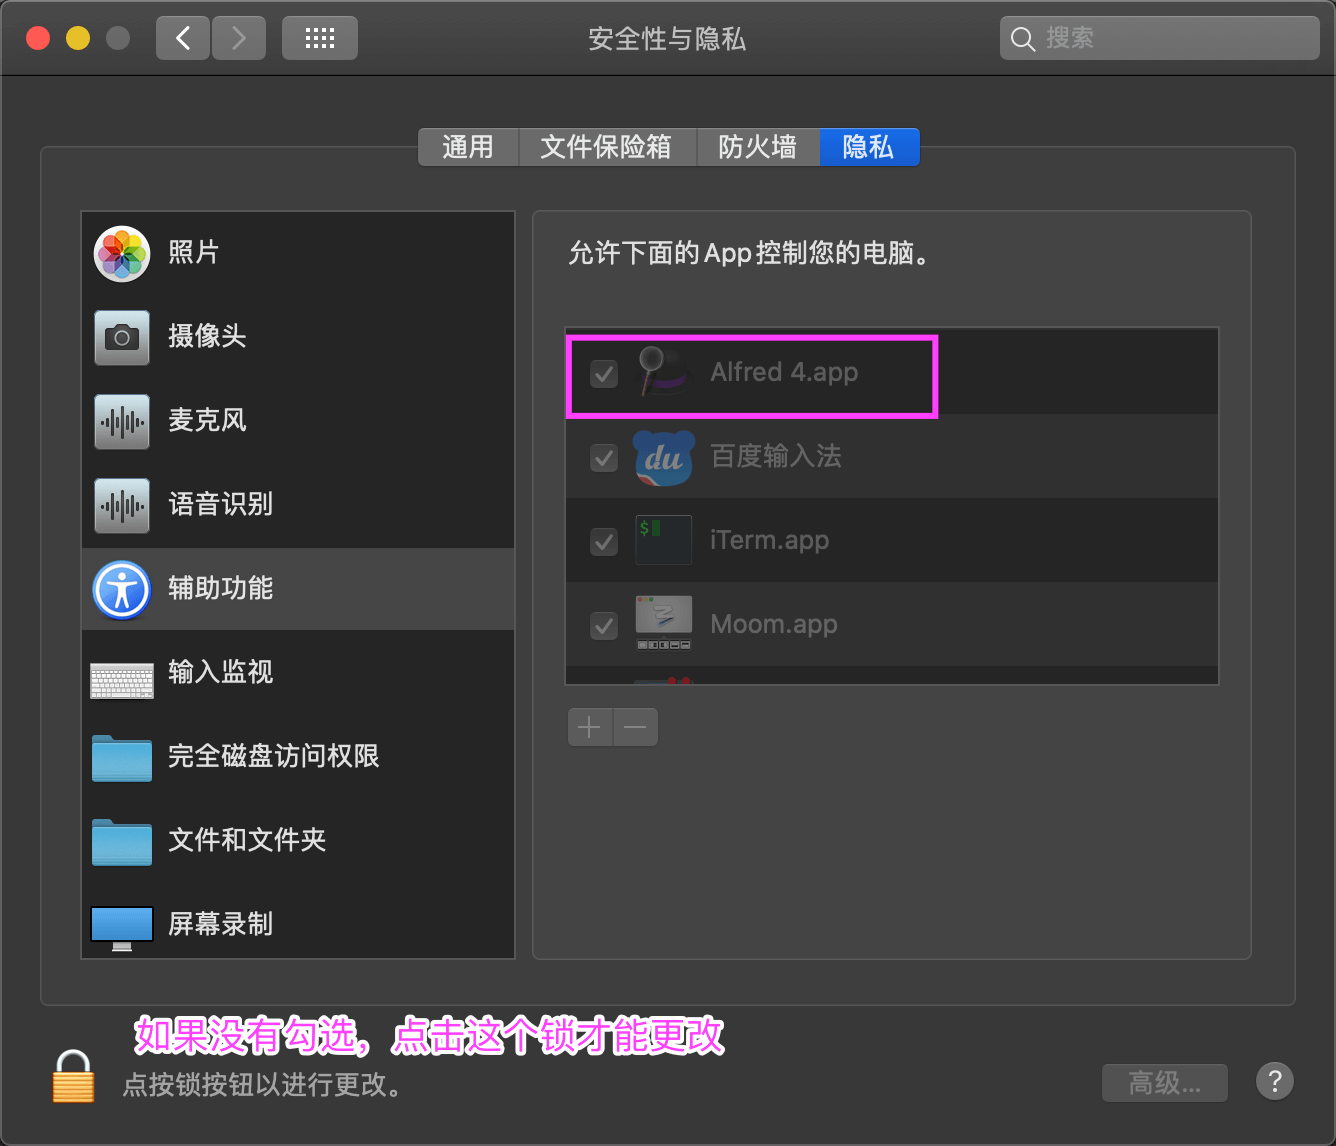 安全性与隐私
搜索
通用
文件保险箱
防火墙
隐私
照片
摄像头
麦克风
语音识别
辅助功能
输入监视
完全磁盘访问权限
文件和文件夹
屏幕录制
允许下面的App控制您的电脑。
Alfred 4.app
du
百度输入法
$
iTerm.app
Moom.app
如果没有勾选，点击这个锁才能更改
点按锁按钮以进行更改。
高级...
?